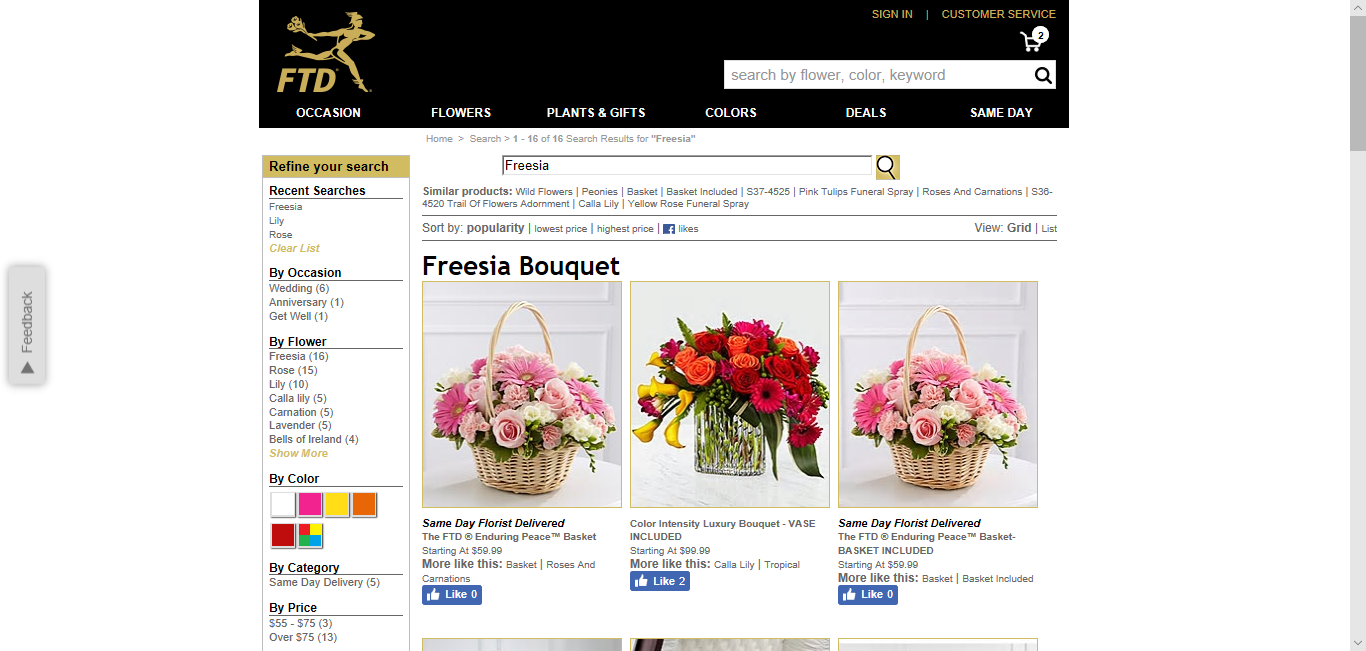 SIGN IN | CUSTOMER SERVICE
2
FTD
search by flower, color, keyword
OCCASION FLOWERS PLANTS & GIFTS COLORS DEALS SAME DAY
Home > Search > 1 - 16 of 16 Search Results for "Freesia"
Refine your search
Recent Searches
Freesia
Lily
Rose
Clear List
By Occasion
Wedding (6)
Anniversary (1)
Get Well (1)
By Flower
Freesia (16)
Rose (15)
Lily (10)
Calla lily (5)
Carnation (5)
Lavender (5)
Bells of Ireland (4)
Show More
By Color
By Category
Same Day Delivery (5)
By Price
$55 - $75 (3)
Over $75 (13)
Feedback
Freesia
Similar products: Wild Flowers | Peonies | Basket | Basket Included | S37-4525 | Pink Tulips Funeral Spray | Roses And Carnations | S36-
4520 Trail Of Flowers Adornment | Calla Lily | Yellow Rose Funeral Spray
Sort by: popularity | lowest price | highest price | f likes
View: Grid | List
Freesia Bouquet
Same Day Florist Delivered
The FTD ® Enduring Peace™ Basket
Starting At $59.99
More like this: Basket | Roses And
Carnations
Like 0
Color Intensity Luxury Bouquet - VASE
INCLUDED
Starting At $99.99
More like this: Calla Lily | Tropical
Like 2
Same Day Florist Delivered
The FTD ® Enduring Peace™ Basket-
BASKET INCLUDED
Starting At $59.99
More like this: Basket | Basket Included
Like 0